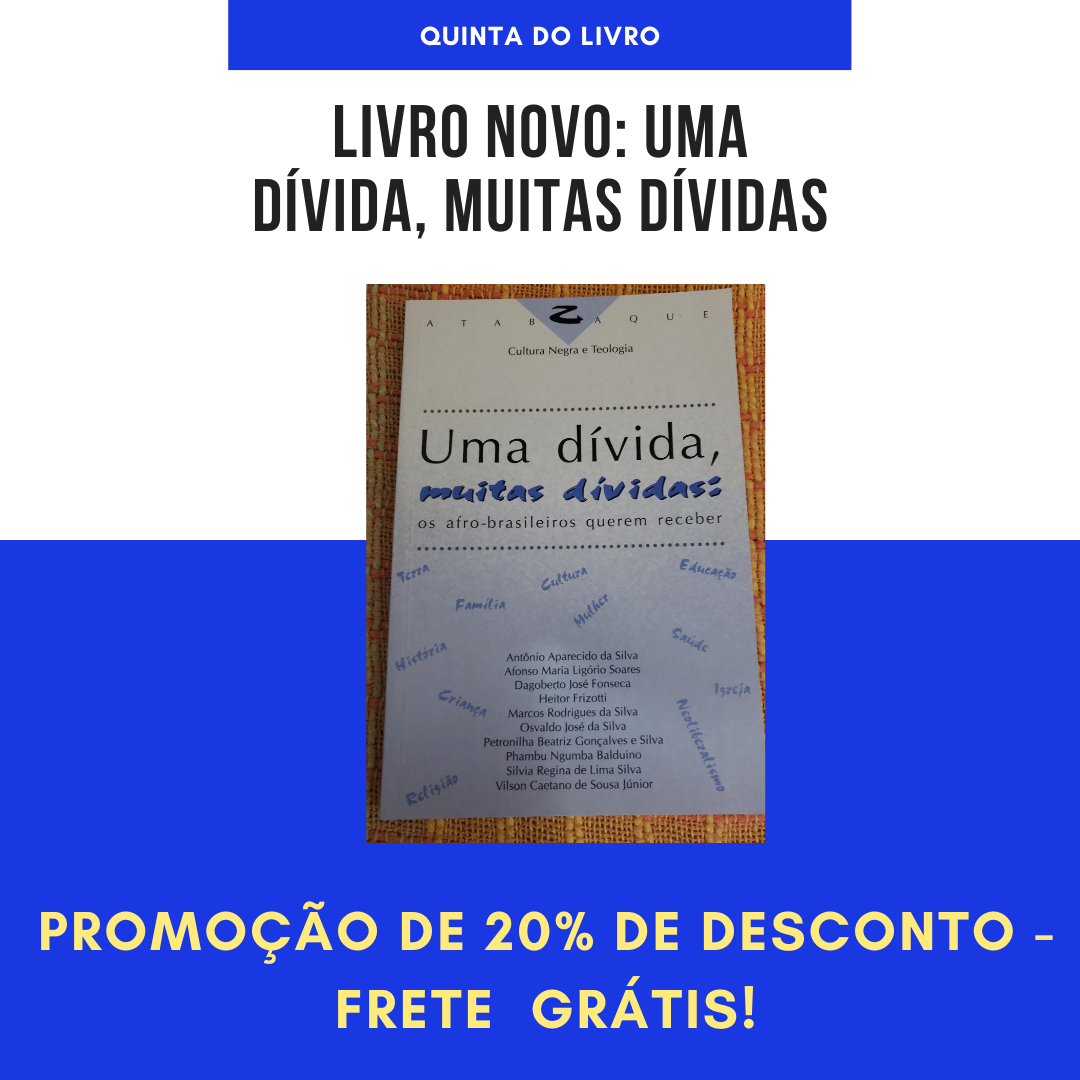 QUINTA DO LIVRO
LIVRO NOVO: UMA
DÍVIDA, MUITAS DÍVIDAS
ATABAQUE
Cultura Negra e Teologia
Uma dívida,
muitas dívidas:
os afro-brasileiros querem receber
Terra
Cultura
Educação
Família
Mulher
História
Saúde
Criança
Igreja
Neoliberalismo
Religião
Antônio Aparecido da Silva
Afonso Maria Ligório Soares
Dagoberto José Fonseca
Heitor Frizotti
Marcos Rodrigues da Silva
Osvaldo José da Silva
Petronilha Beatriz Gonçalves e Silva
Phambu Ngumba Balduino
Silvia Regina de Lima Silva
Vilson Caetano de Sousa Júnior
PROMOÇÃO DE 20% DE DESCONTO -
FRETE GRÁTIS!